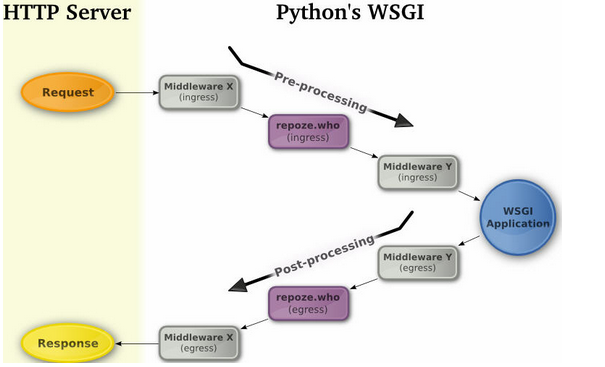 HTTP Server
Python's WSGI
Pre-processing
Request
Middleware X
(ingress)
repoze.who
(ingress)
Middleware Y
(ingress)
WSGI
Application
Post-processing
Middleware Y
(egress)
repoze.who
(egress)
Middleware X
(egress)
Response